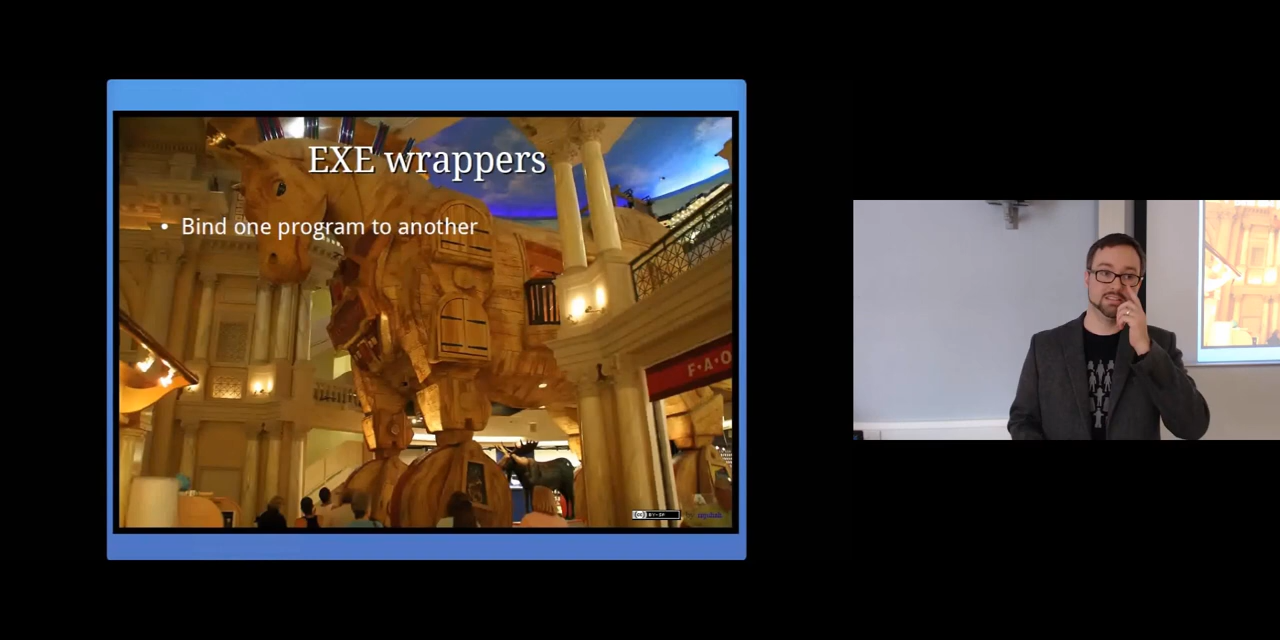 EXE wrappers
• Bind one program to another
F•A•O